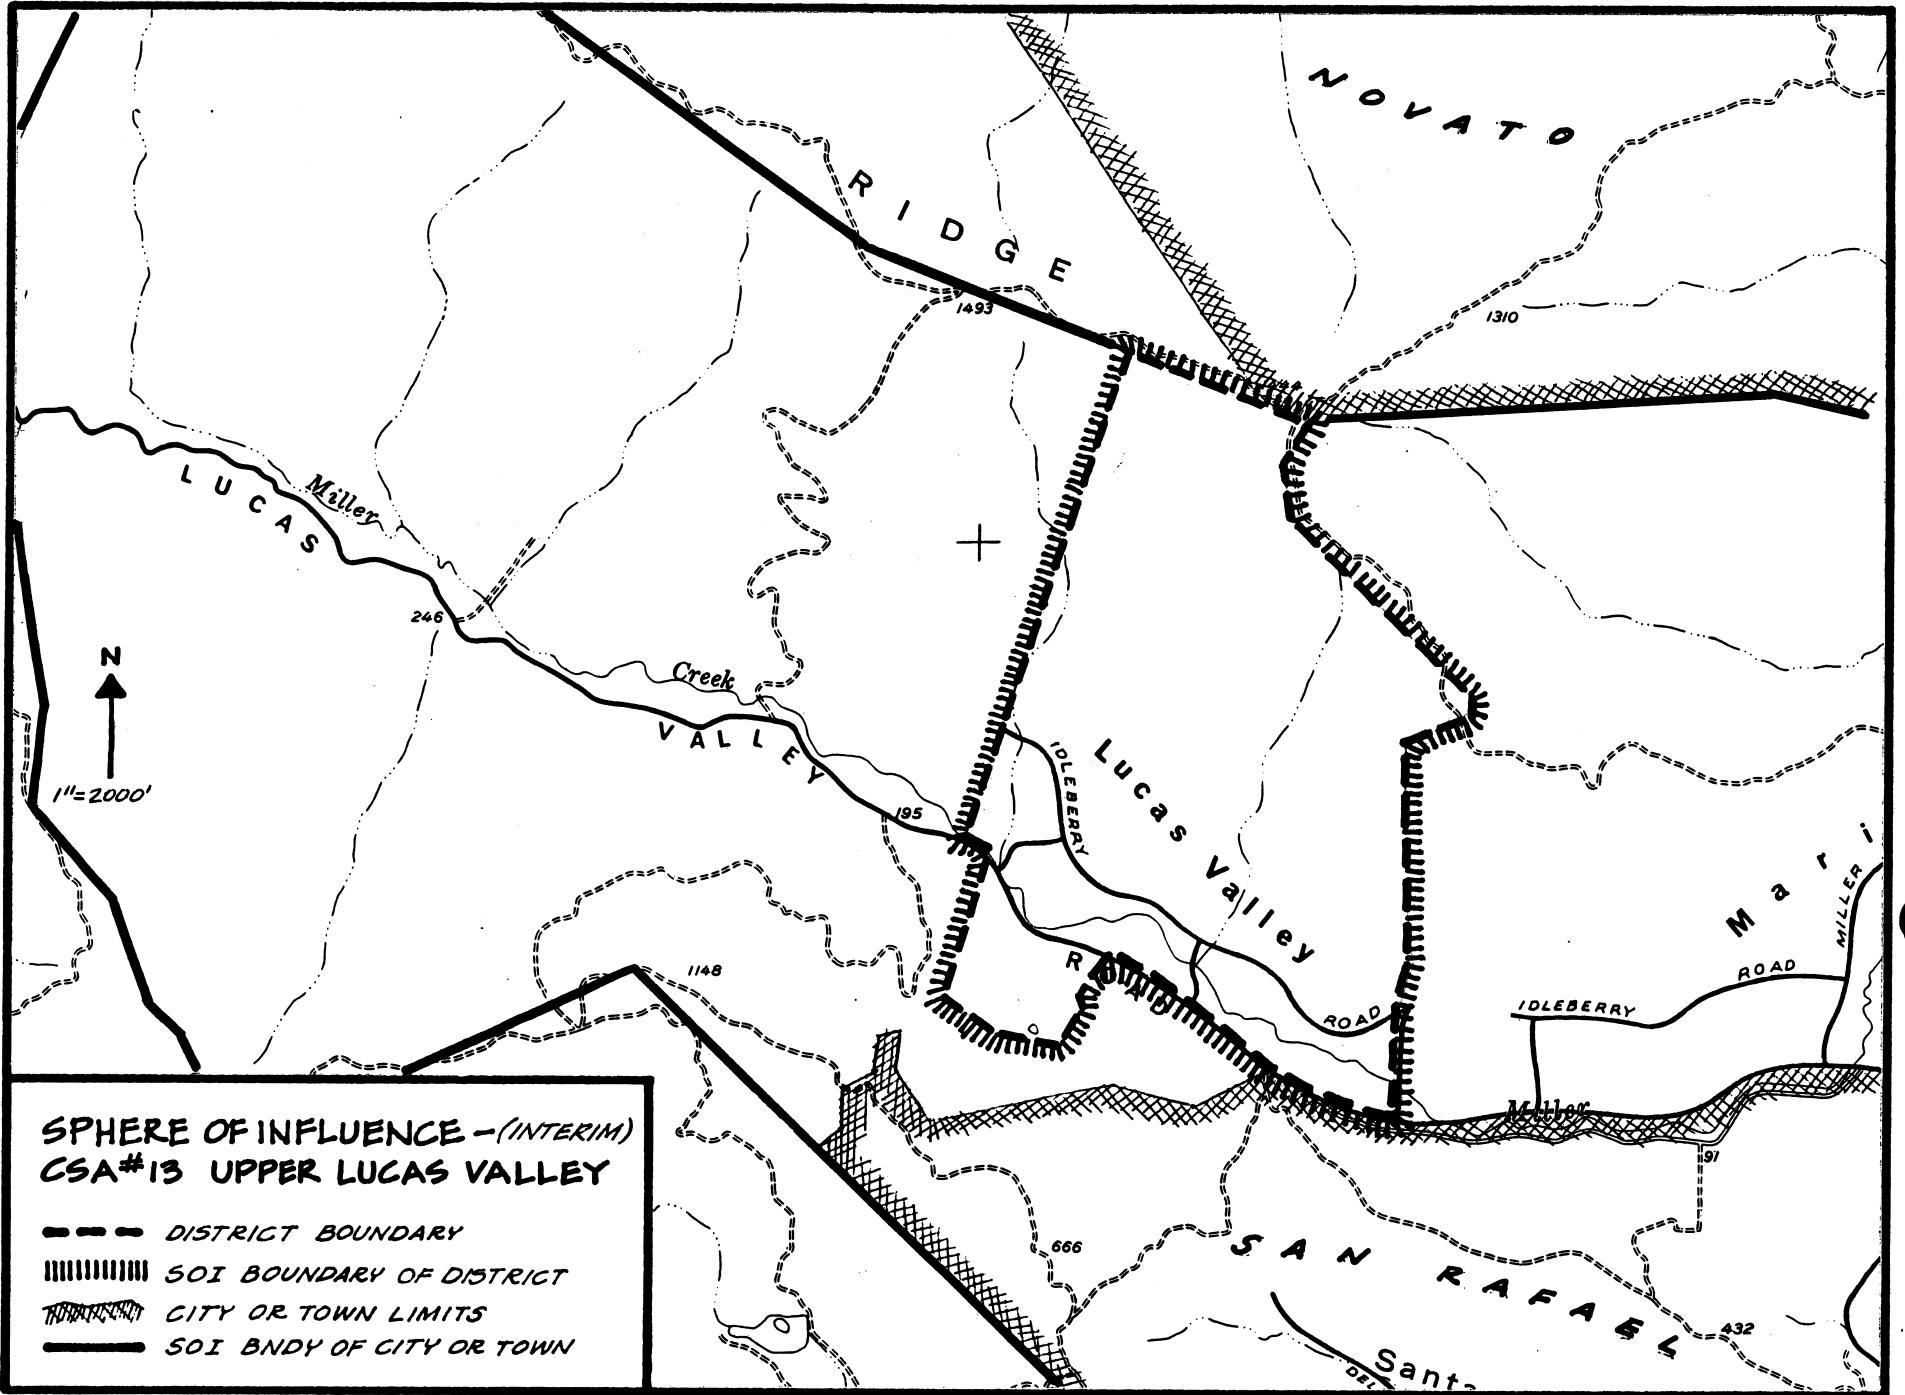 NOVATO
RIDGE
1493
1310
LUCAS
Miller
246
N
1"=2000'
Creek
VALLEY
195
IDLEBERRY
Lucas Valley
ROAD
ROAD
Mari
MILLER
ROAD
IDLEBERRY
1148
Miller
91
666
SAN RAFAEL
432
Santa
DEL
SPHERE OF INFLUENCE - (INTERIM)
CSA#13 UPPER LUCAS VALLEY
DISTRICT BOUNDARY
SOI BOUNDARY OF DISTRICT
CITY OR TOWN LIMITS
SOI BNDY OF CITY OR TOWN